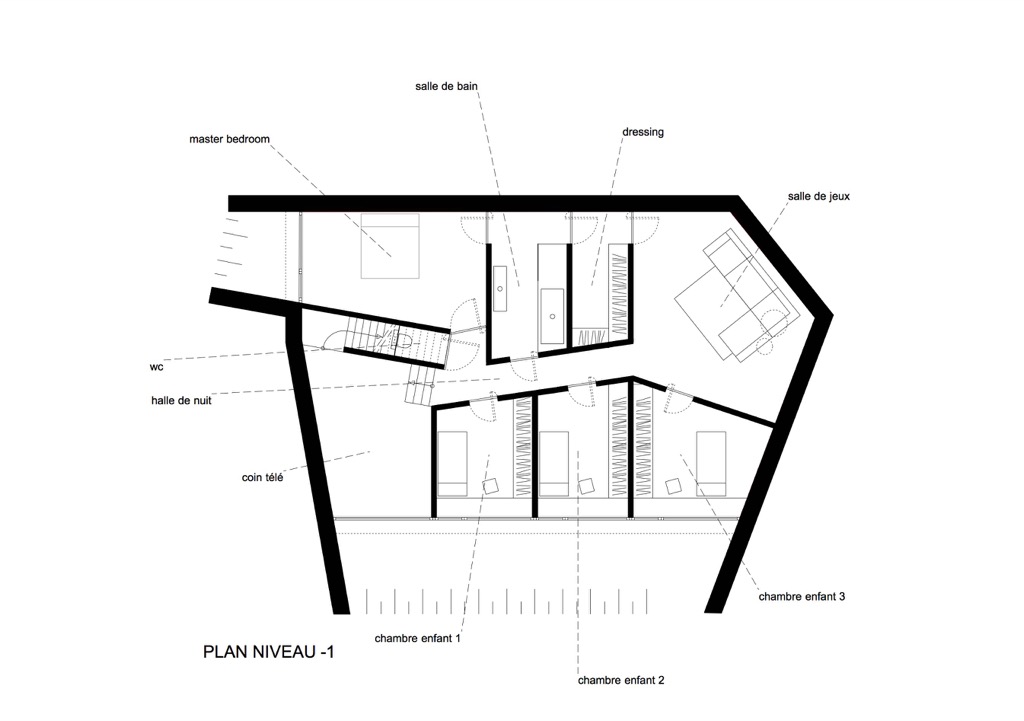 salle de bain
dressing
master bedroom
salle de jeux
wc
halle de nuit
coin télé
chambre enfant 3
chambre enfant 1
PLAN NIVEAU -1
chambre enfant 2